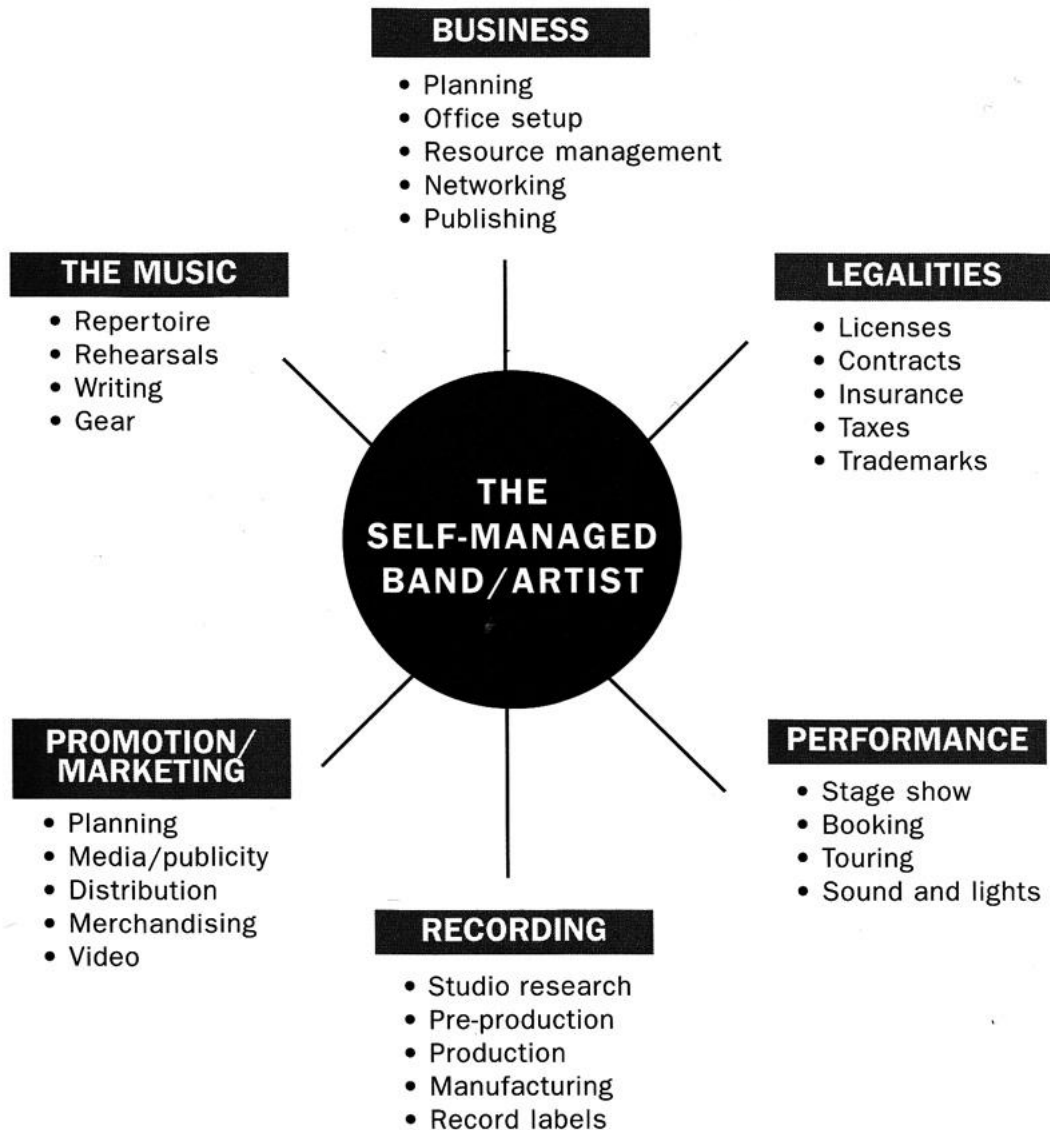 BUSINESS
• Planning
• Office setup
• Resource management
• Networking
• Publishing
THE MUSIC
• Repertoire
• Rehearsals
• Writing
• Gear
LEGALITIES
• Licenses
• Contracts
• Insurance
• Taxes
• Trademarks
THE
SELF-MANAGED
BAND/ARTIST
PROMOTION/
MARKETING
• Planning
• Media/publicity
• Distribution
• Merchandising
• Video
PERFORMANCE
• Stage show
• Booking
• Touring
• Sound and lights
RECORDING
• Studio research
• Pre-production
• Production
• Manufacturing
• Record labels